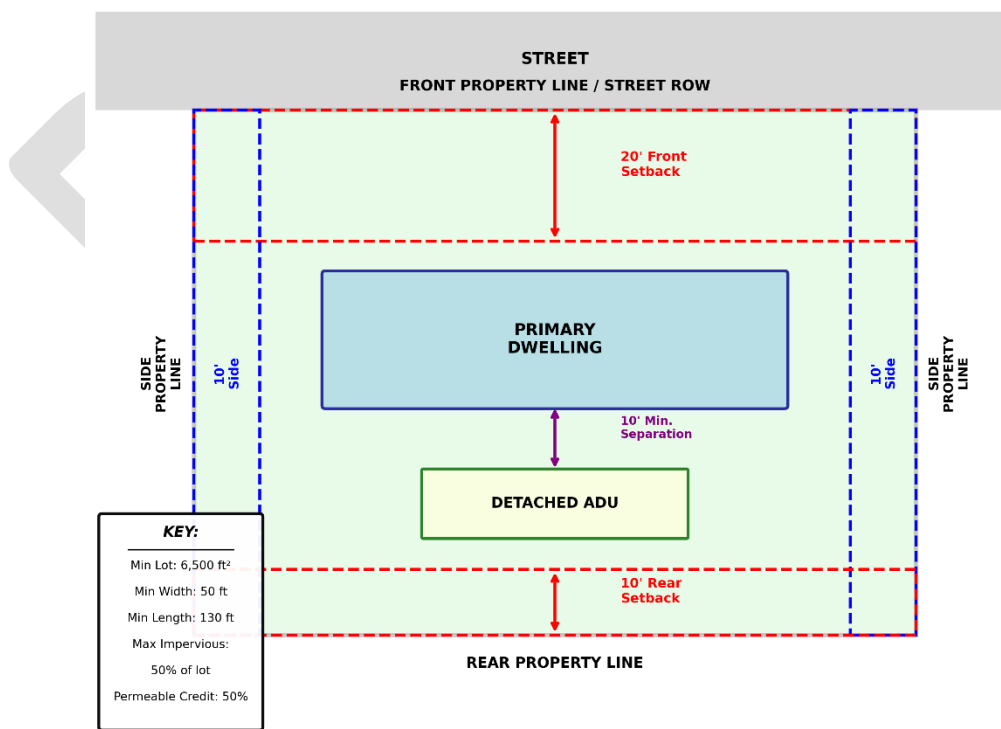 STREET
FRONT PROPERTY LINE / STREET ROW
20' Front
Setback
PRIMARY
DWELLING
SIDE
PROPERTY
LINE
10'
Side
10'
Side
SIDE
PROPERTY
LINE
10' Min.
Separation
DETACHED ADU
KEY:
Min Lot: 6,500 ft²
Min Width: 50 ft
Min Length: 130 ft
Max Impervious:
50% of lot
Permeable Credit: 50%
10' Rear
Setback
REAR PROPERTY LINE